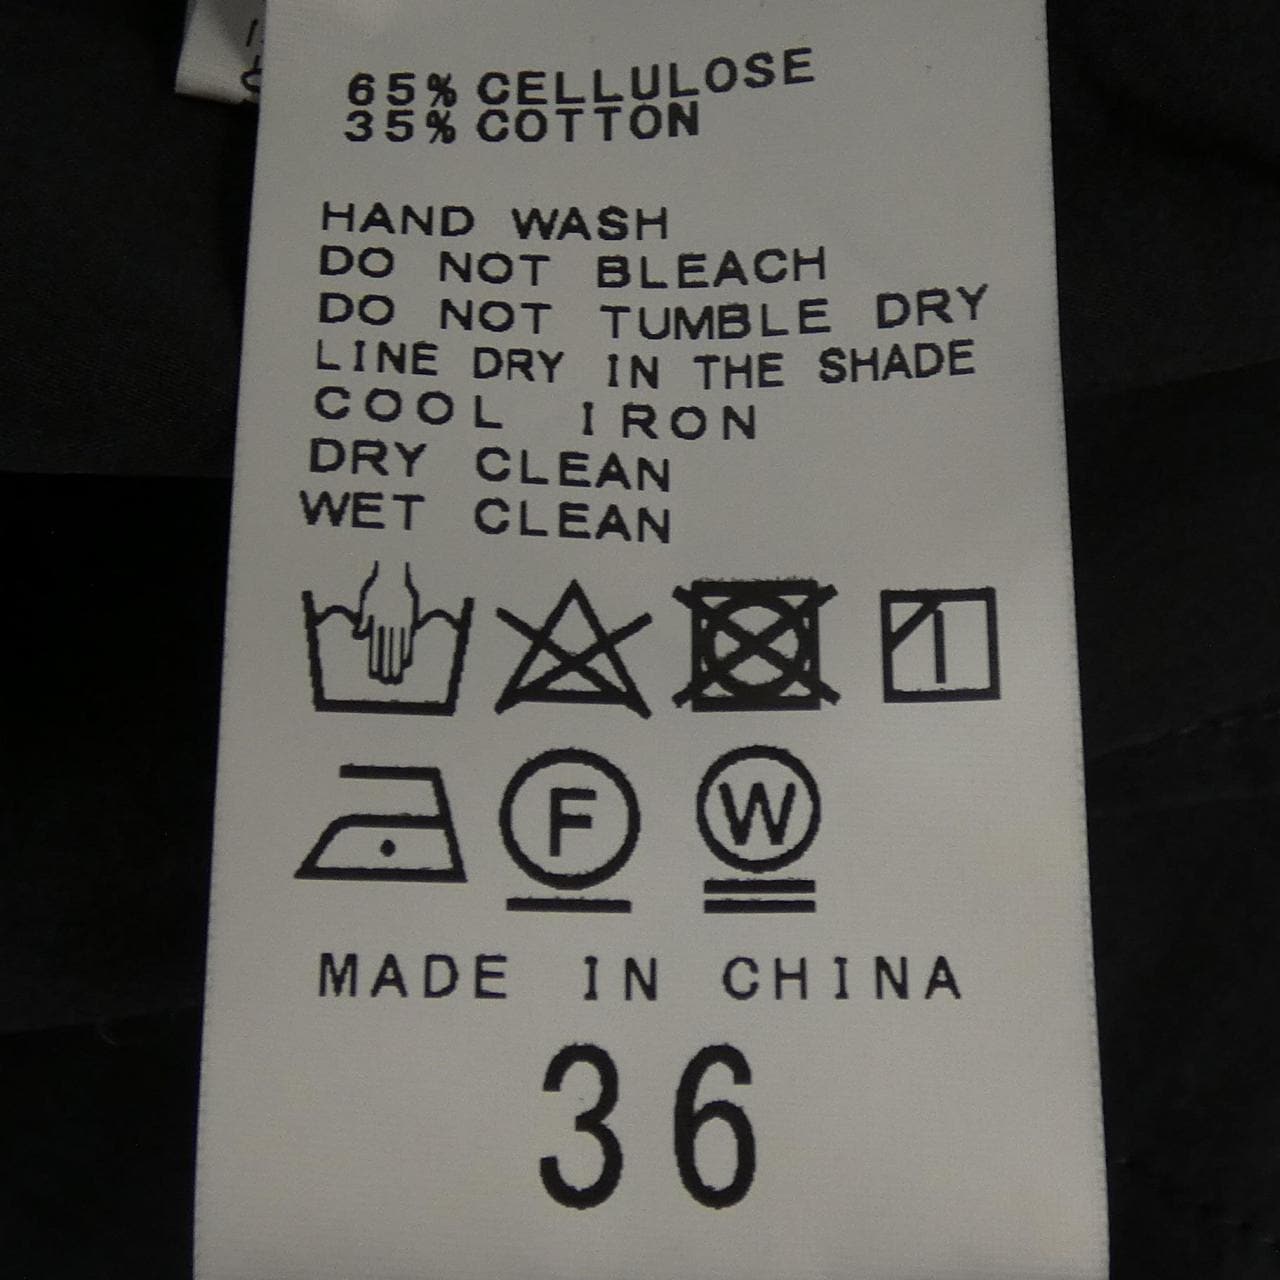 65% CELLULOSE
35% COTTON
HAND WASH
DO NOT BLEACH
DO NOT TUMBLE DRY
LINE DRY IN THE SHADE
COOL IRON
DRY CLEAN
WET CLEAN
F W
MADE IN CHINA
36